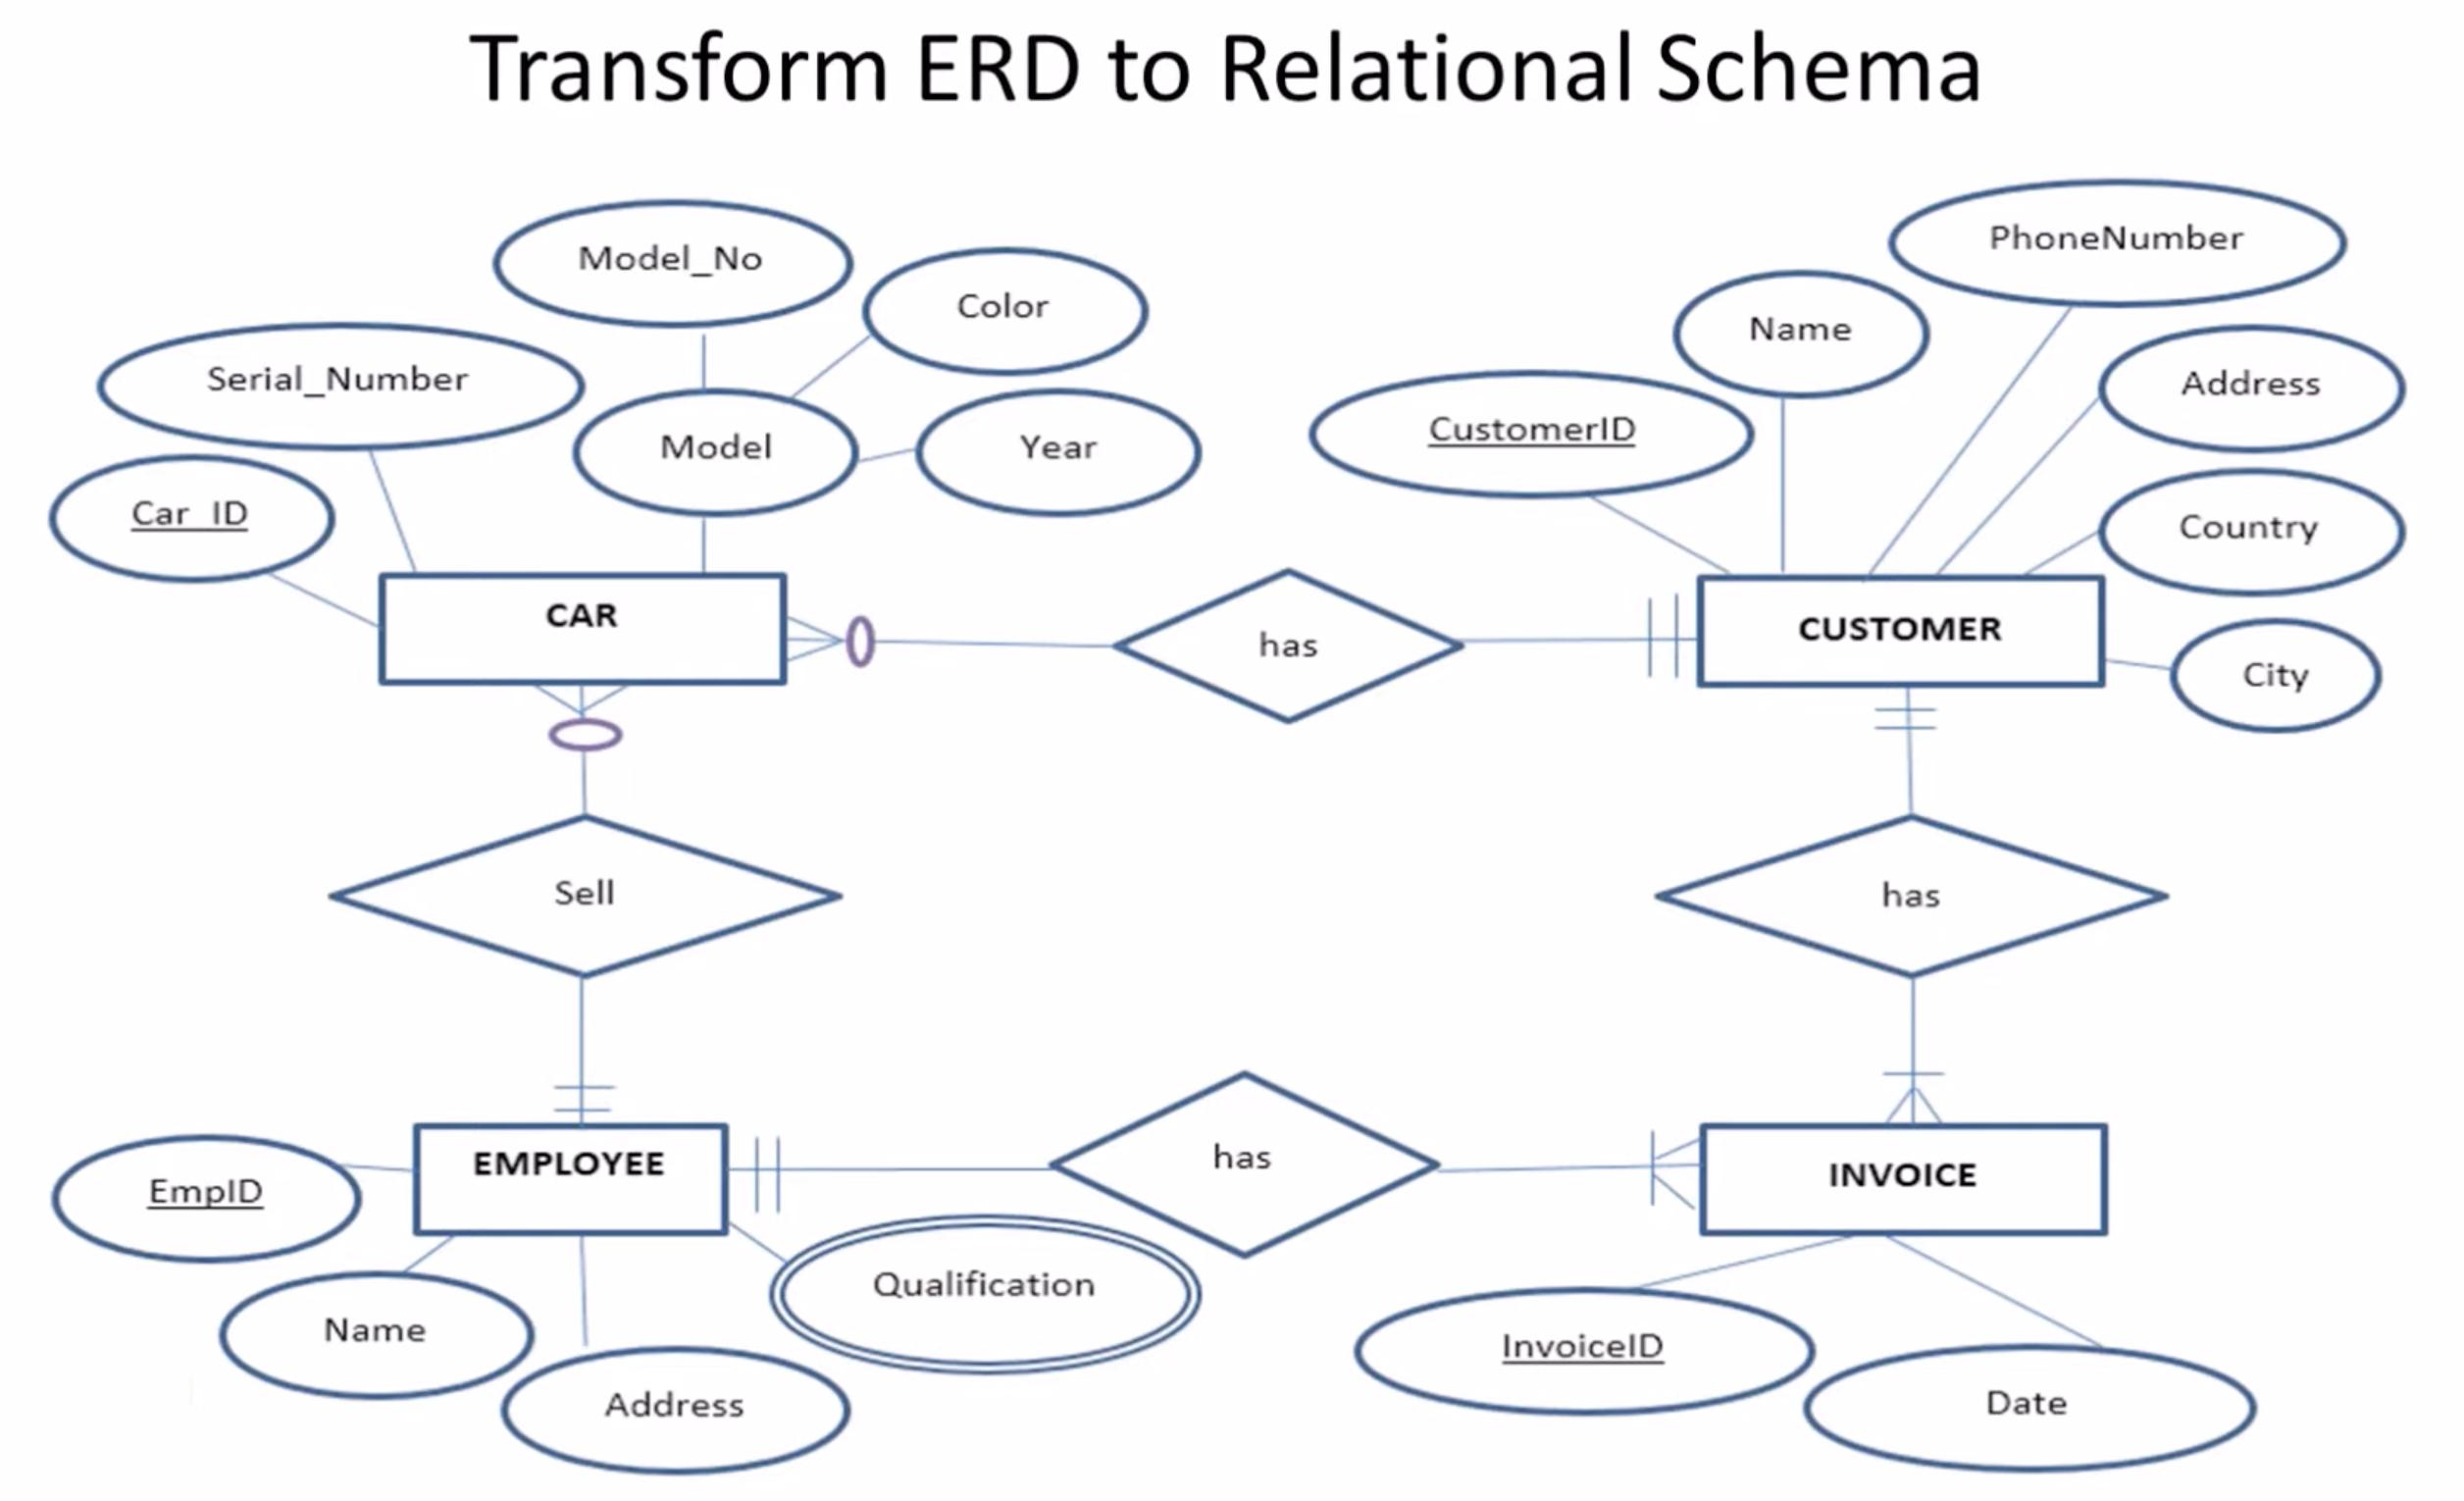 Transform ERD to Relational Schema
PhoneNumber
Model_No
Color
Name
Serial_Number
Address
CustomerID
Model
Year
Car_ID
Country
CAR
CUSTOMER
has
City
Sell
has
EMPLOYEE
has
INVOICE
EmpID
Qualification
Name
InvoiceID
Address
Date